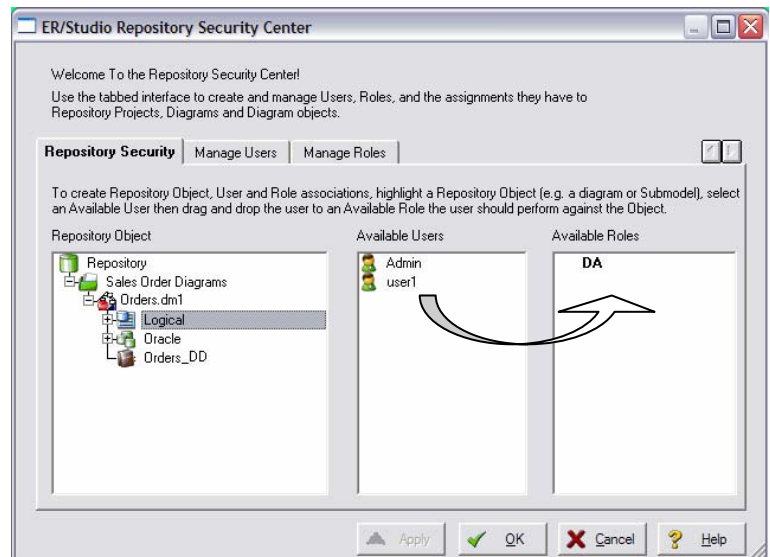 ER/Studio Repository Security Center
Welcome To the Repository Security Center!
Use the tabbed interface to create and manage Users, Roles, and the assignments they have to
Repository Projects, Diagrams and Diagram objects.
Repository Security
Manage Users
Manage Roles
To create Repository Object, User and Role associations, highlight a Repository Object (e.g. a diagram or Submodel), select
an Available User then drag and drop the user to an Available Role the user should perform against the Object.
Repository Object
Available Users
Available Roles
Repository
Sales Order Diagrams
Orders.dm1
Logical
Oracle
Orders_DD
Admin
user1
DA
Apply
OK
Cancel
Help